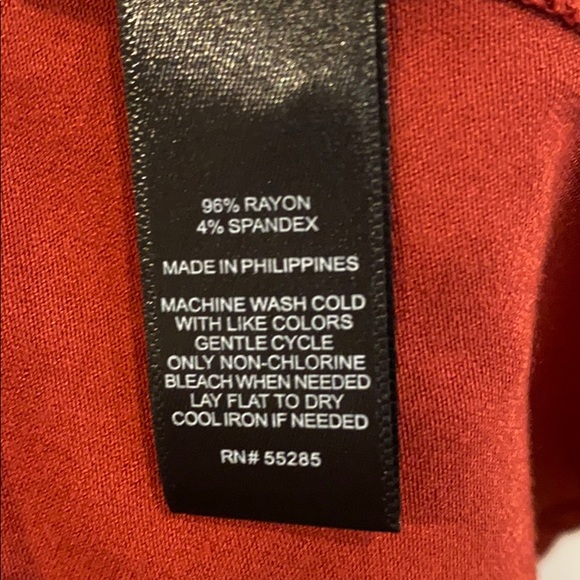 96% RAYON
4% SPANDEX
MADE IN PHILIPPINES
MACHINE WASH COLD
WITH LIKE COLORS
GENTLE CYCLE
ONLY NON-CHLORINE
BLEACH WHEN NEEDED
LAY FLAT TO DRY
COOL IRON IF NEEDED
RN# 55285